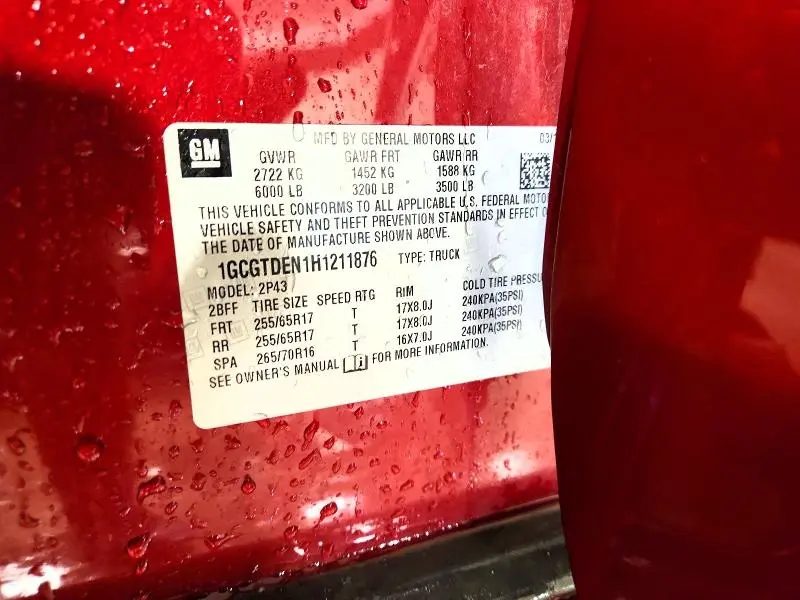 GM
MFD BY GENERAL MOTORS LLC 03/1
GVWR GAWR FRT GAWR RR
2722 KG 1452 KG 1588 KG
6000 LB 3200 LB 3500 LB
THIS VEHICLE CONFORMS TO ALL APPLICABLE U.S. FEDERAL MOTO
VEHICLE SAFETY AND THEFT PREVENTION STANDARDS IN EFFECT O
THE DATE OF MANUFACTURE SHOWN ABOVE.
1GCGTDEN1H1211876 TYPE: TRUCK
MODEL: 2P43
2BFF TIRE SIZE SPEED RTG RIM COLD TIRE PRESSU
FRT 255/65R17 T 17X8.0J 240KPA(35PSI)
RR 255/65R17 T 17X8.0J 240KPA(35PSI)
SPA 265/70R16 T 16X7.0J 240KPA(35PSI)
SEE OWNER'S MANUAL FOR MORE INFORMATION.